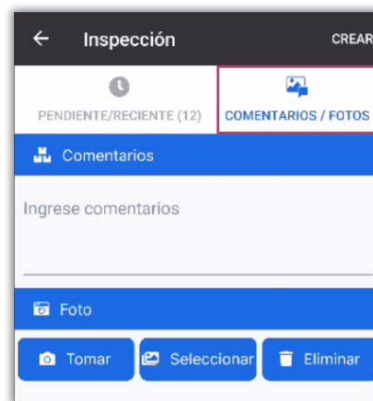 Inspección
CREAR
PENDIENTE/RECIENTE (12)
COMENTARIOS / FOTOS
Comentarios
Ingrese comentarios
Foto
Tomar
Seleccionar
Eliminar